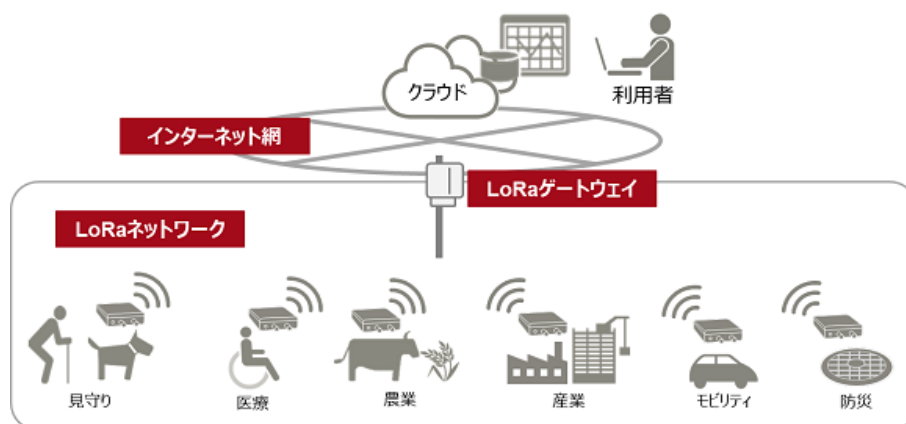 クラウド
利用者
インターネット網
LoRaゲートウェイ
LoRaネットワーク
見守り
医療
農業
産業
モビリティ
防災